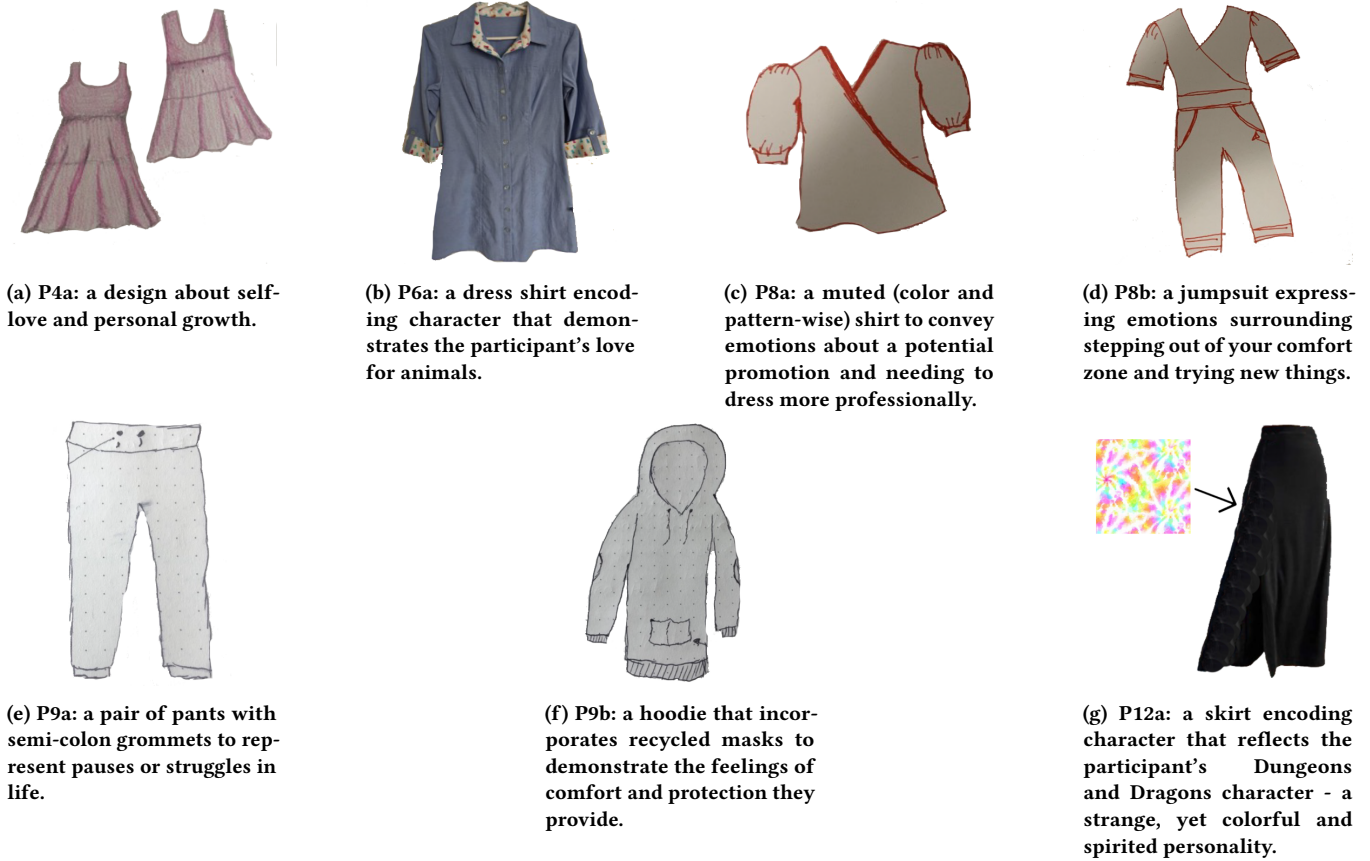 (a) P4a: a design about self-
love and personal growth.
(b) P6a: a dress shirt encod-
ing character that demon-
strates the participant's love
for animals.
(c) P8a: a muted (color and
pattern-wise) shirt to convey
emotions about a potential
promotion and needing to
dress more professionally.
(d) P8b: a jumpsuit express-
ing emotions surrounding
stepping out of your comfort
zone and trying new things.
(e) P9a: a pair of pants with
semi-colon grommets to rep-
resent pauses or struggles in
life.
(f) P9b: a hoodie that incor-
porates recycled masks to
demonstrate the feelings of
comfort and protection they
provide.
(g) P12a: a skirt encoding
character that reflects the
participant's Dungeons
and Dragons character - a
strange, yet colorful and
spirited personality.